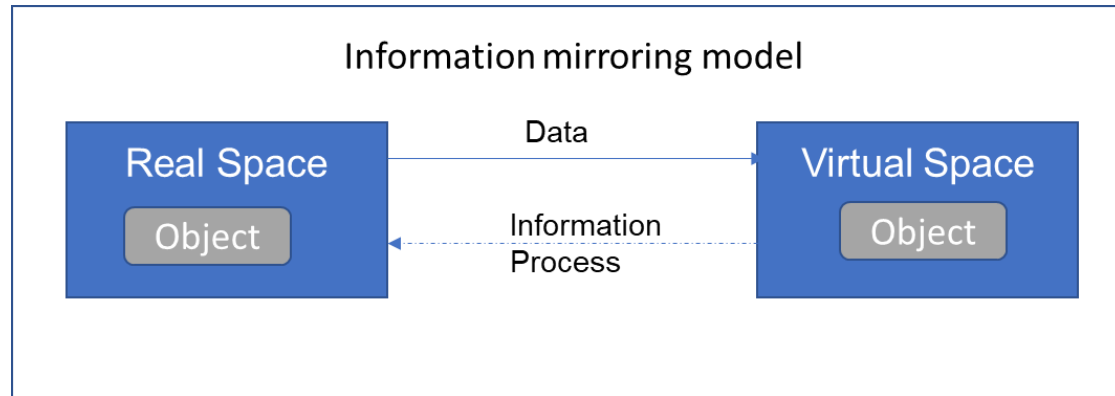 Information mirroring model
Data
Real Space
Virtual Space
Object
Object
Information
Process